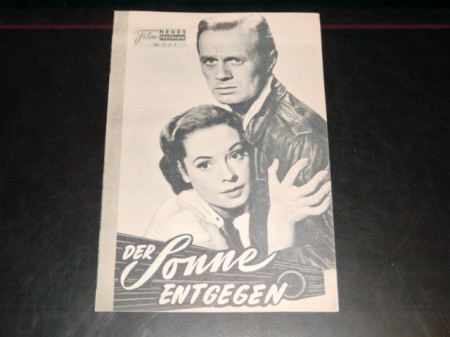 Film
NEUES
PROGRAMM
DER Sonne
ENTGEGEN